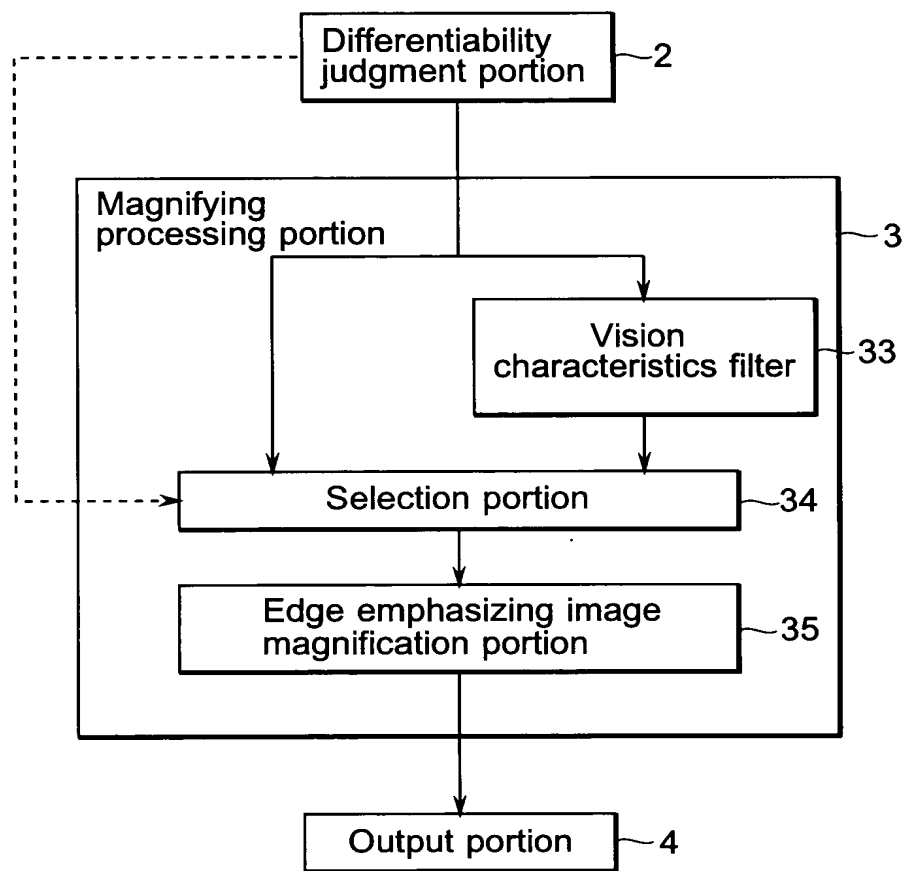 Differentiability
judgment portion
2
Magnifying
processing portion
3
Vision
characteristics filter
33
Selection portion
34
Edge emphasizing image
magnification portion
35
Output portion
4